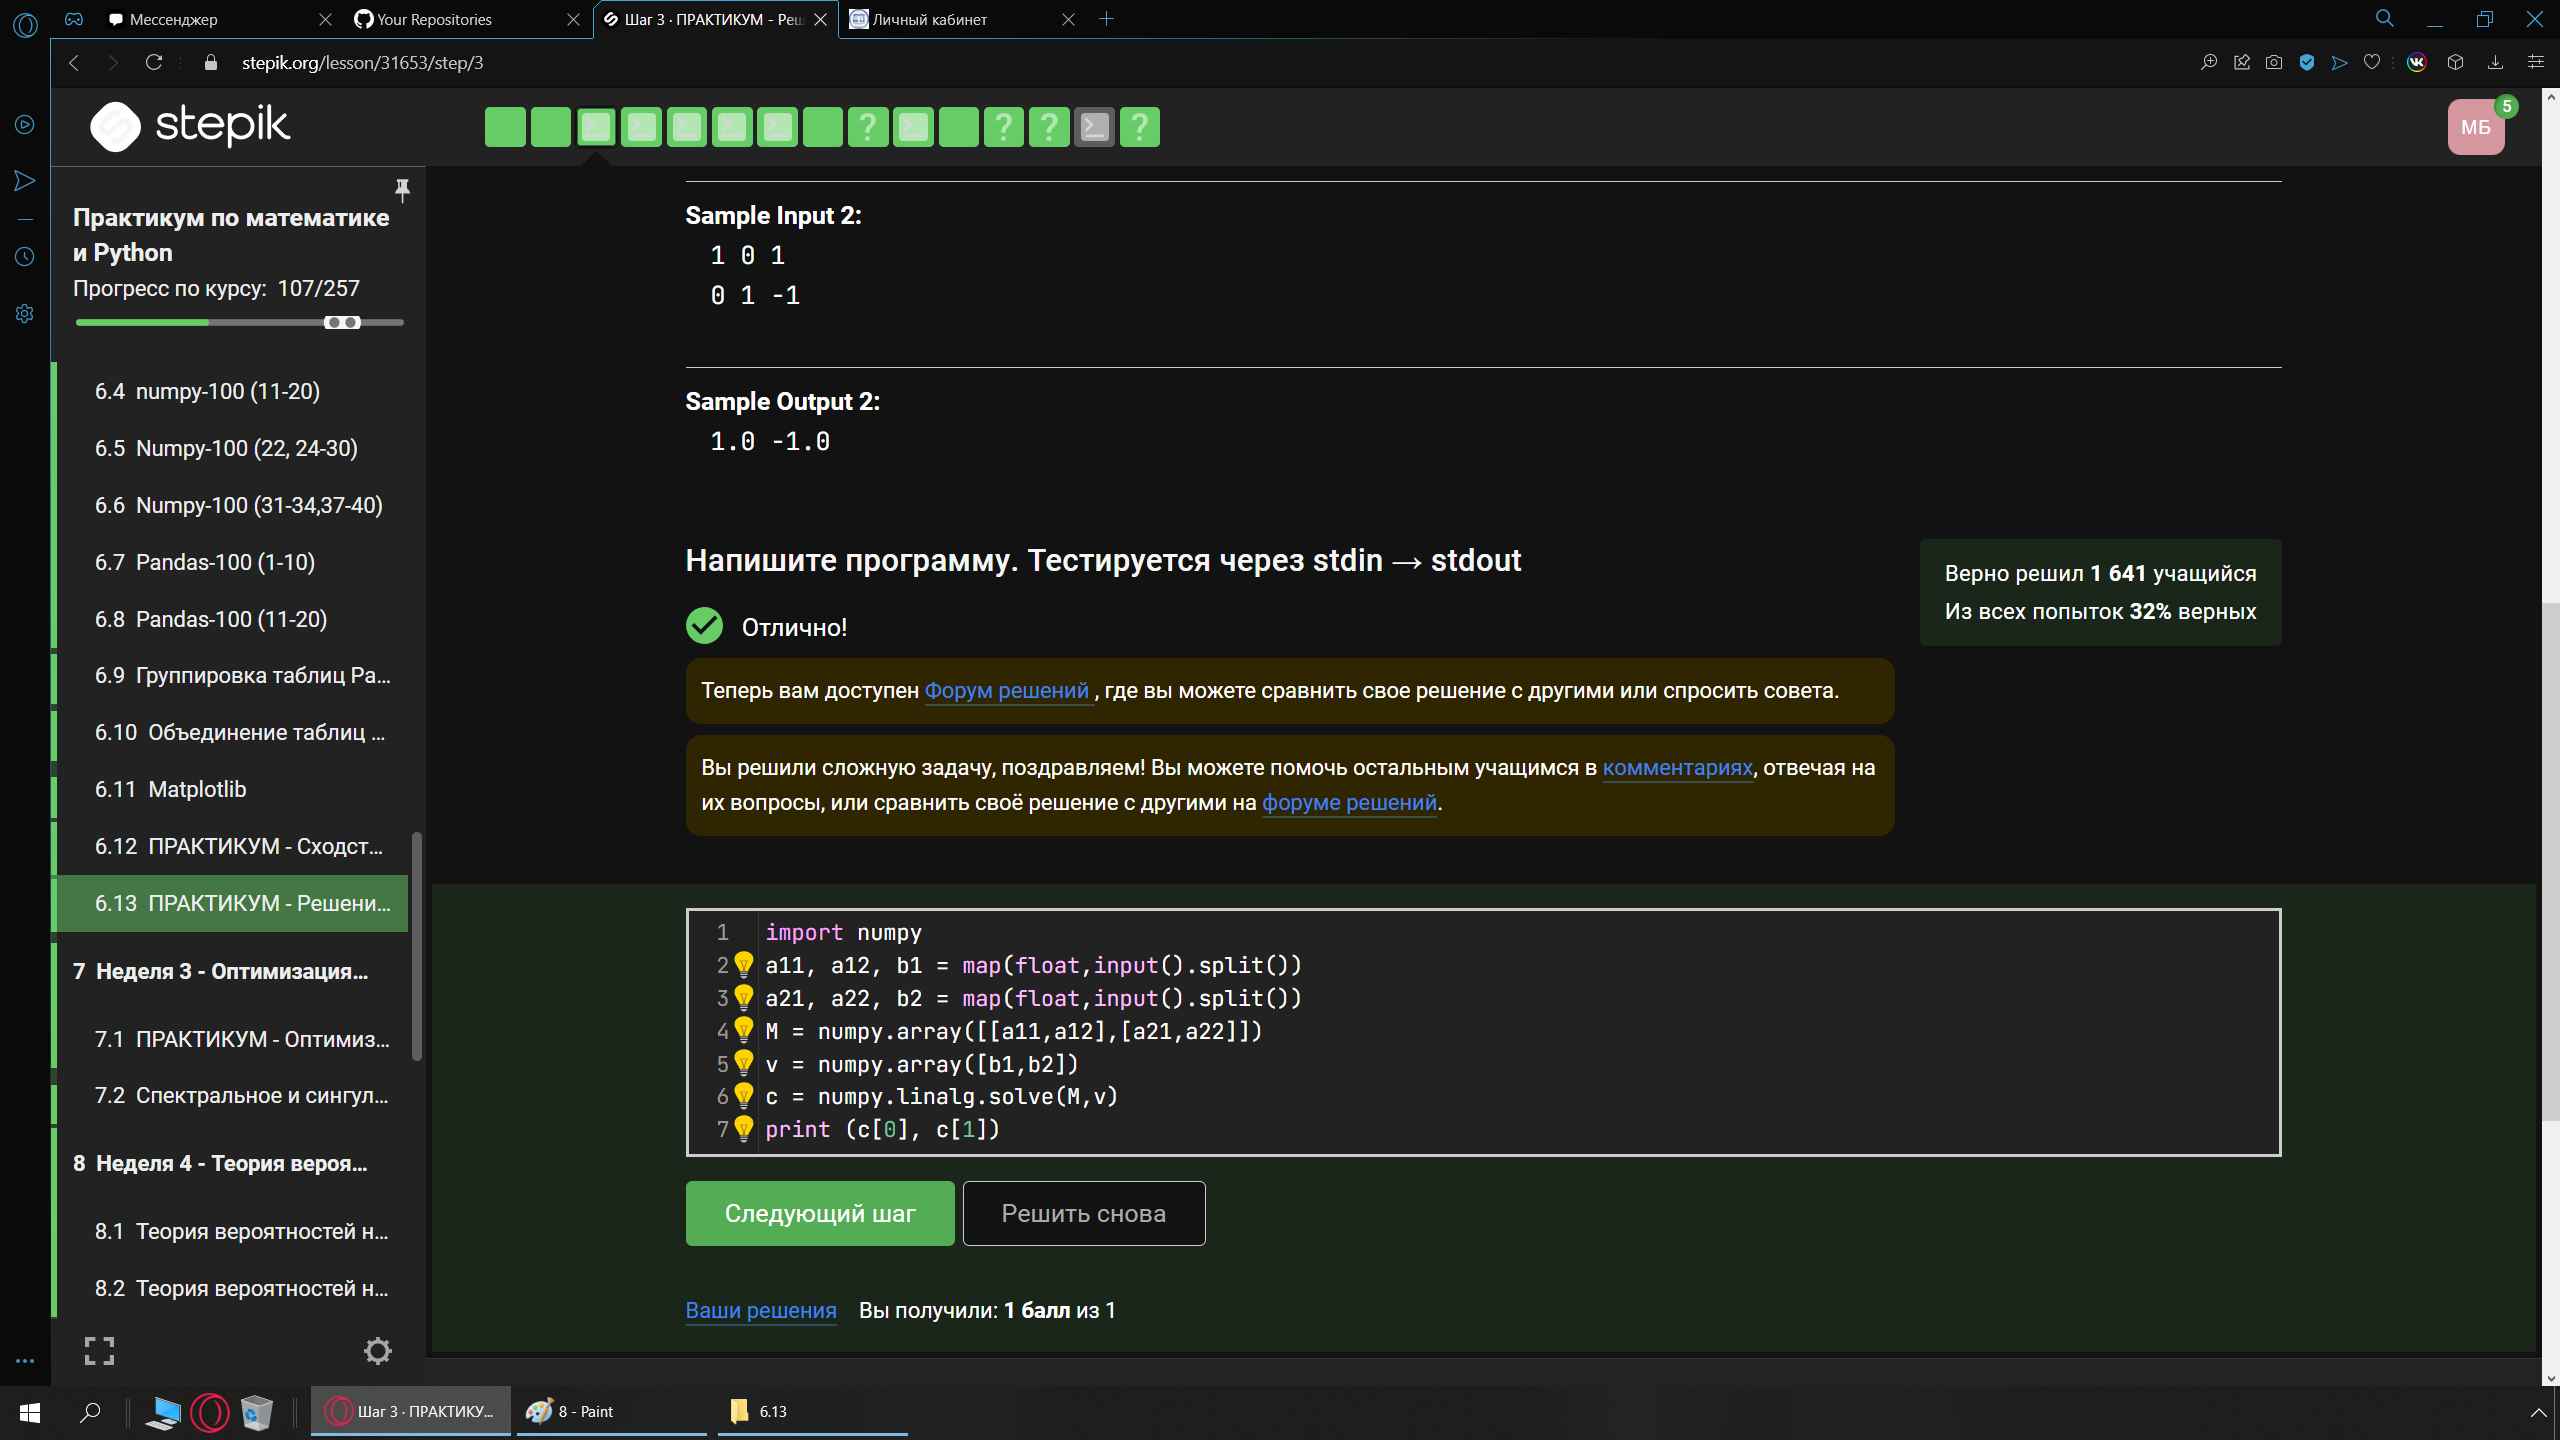 Мессенджер
Your Repositories
Шаг 3 · ПРАКТИКУМ - Реш
Личный кабинет
stepik.org/lesson/31653/step/3
stepik
МБ
5
Практикум по математике
и Python
Прогресс по курсу: 107/257
6.4 numpy-100 (11-20)
6.5 Numpy-100 (22, 24-30)
6.6 Numpy-100 (31-34,37-40)
6.7 Pandas-100 (1-10)
6.8 Pandas-100 (11-20)
6.9 Группировка таблиц Pa...
6.10 Объединение таблиц ...
6.11 Matplotlib
6.12 ПРАКТИКУМ - Сходст...
6.13 ПРАКТИКУМ - Решени...
7 Неделя 3 - Оптимизация...
7.1 ПРАКТИКУМ - Оптимиз...
7.2 Спектральное и сингул...
8 Неделя 4 - Теория вероя...
8.1 Теория вероятностей н...
8.2 Теория вероятностей н...
Sample Input 2:
1 0 1
0 1 -1
Sample Output 2:
1.0 -1.0
Напишите программу. Тестируется через stdin → stdout
Верно решил 1 641 учащийся
Из всех попыток 32% верных
Отлично!
Теперь вам доступен Форум решений , где вы можете сравнить свое решение с другими или спросить совета.
Вы решили сложную задачу, поздравляем! Вы можете помочь остальным учащимся в комментариях, отвечая на
их вопросы, или сравнить своё решение с другими на форуме решений.
1 import numpy
2 a11, a12, b1 = map(float,input().split())
3 a21, a22, b2 = map(float,input().split())
4 M = numpy.array([[a11,a12],[a21,a22]])
5 v = numpy.array([b1,b2])
6 c = numpy.linalg.solve(M,v)
7 print (c[0], c[1])
Следующий шаг
Решить снова
Ваши решения Вы получили: 1 балл из 1
Шаг 3 · ПРАКТИКУ...
8 - Paint
6.13